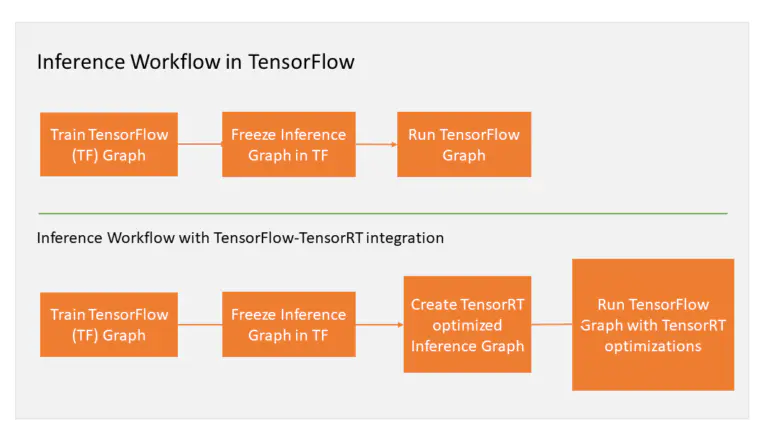 Inference Workflow in TensorFlow
Train TensorFlow
(TF) Graph
Freeze Inference
Graph in TF
Run TensorFlow
Graph
Inference Workflow with TensorFlow-TensorRT integration
Train TensorFlow
(TF) Graph
Freeze Inference
Graph in TF
Create TensorRT
optimized
Inference Graph
Run TensorFlow
Graph with TensorRT
optimizations